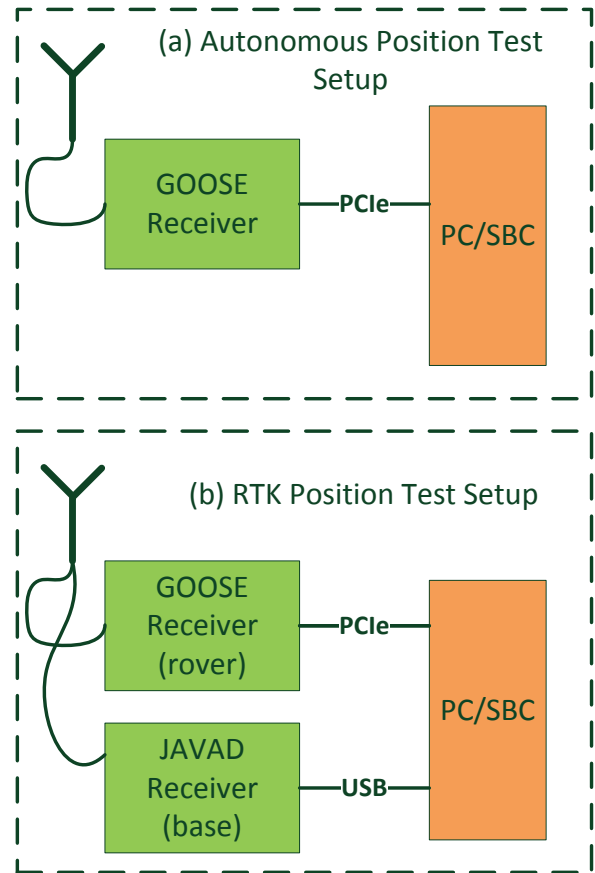 (a) Autonomous Position Test
Setup
GOOSE
Receiver
PCIe
PC/SBC
(b) RTK Position Test Setup
GOOSE
Receiver
(rover)
PCIe
PC/SBC
JAVAD
Receiver
(base)
USB